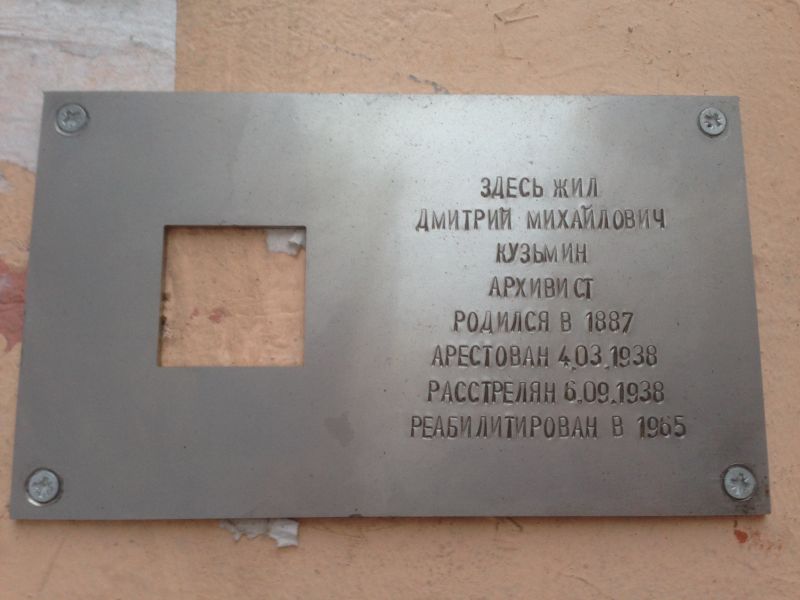 ЗДЕСЬ ЖИЛ
ДМИТРИЙ МИХАЙЛОВИЧ
КУЗЬМИН
АРХИВИСТ
РОДИЛСЯ В 1887
АРЕСТОВАН 4.03.1938
РАССТРЕЛЯН 6.09.1938
РЕАБИЛИТИРОВАН В 1965